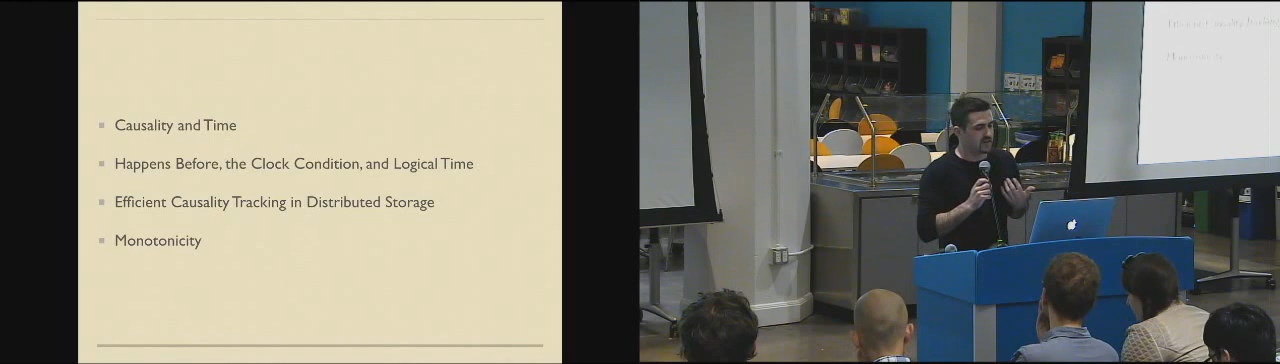 Causality and Time
Happens Before, the Clock Condition, and Logical Time
Efficient Causality Tracking in Distributed Storage
Monotonicity